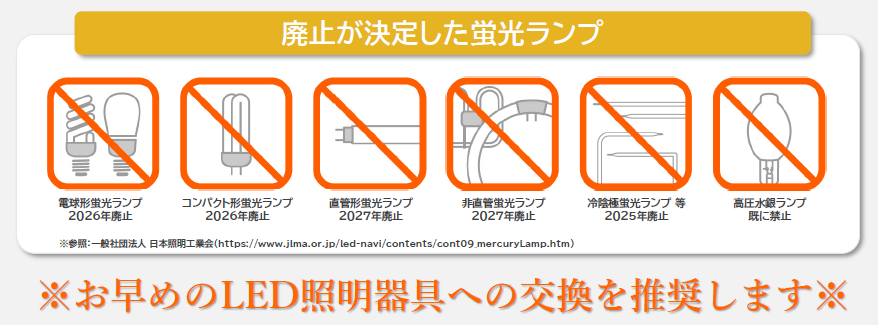 廃止が決定した蛍光ランプ
電球形蛍光ランプ
2026年廃止
コンパクト形蛍光ランプ
2026年廃止
直管形蛍光ランプ
2027年廃止
非直管蛍光ランプ
2027年廃止
冷陰極蛍光ランプ 等
2025年廃止
高圧水銀ランプ
既に禁止
※参照：一般社団法人 日本照明工業会（https://www.jlma.or.jp/led-navi/contents/cont09_mercuryLamp.htm）
※お早めのLED照明器具への交換を推奨します※